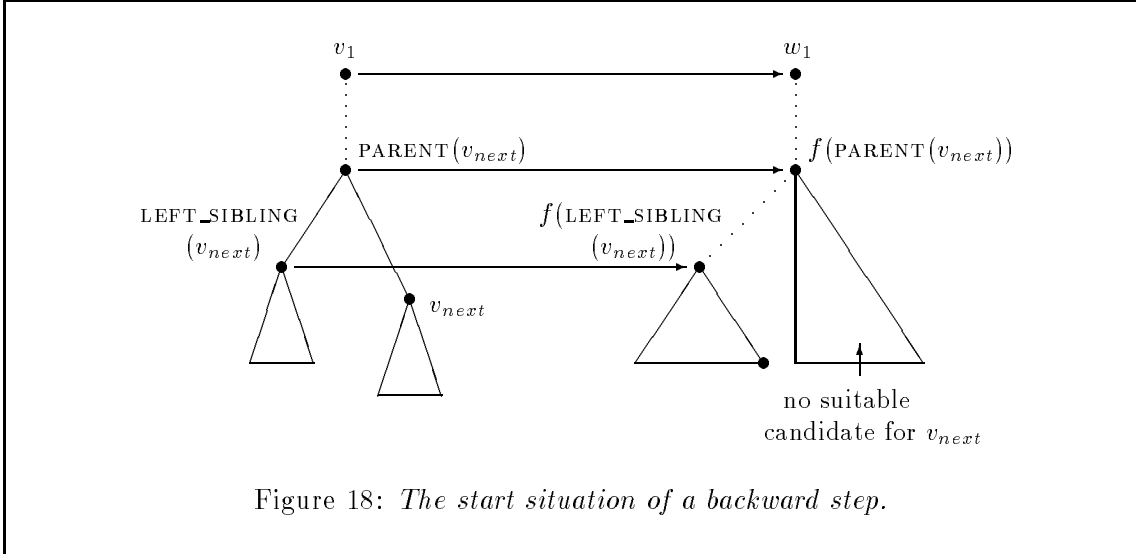 v1 w1
PARENT(vnext) f(PARENT(vnext))
LEFT_SIBLING f(LEFT_SIBLING
(vnext) (vnext))
vnext
no suitable
candidate for vnext
Figure 18: The start situation of a backward step.